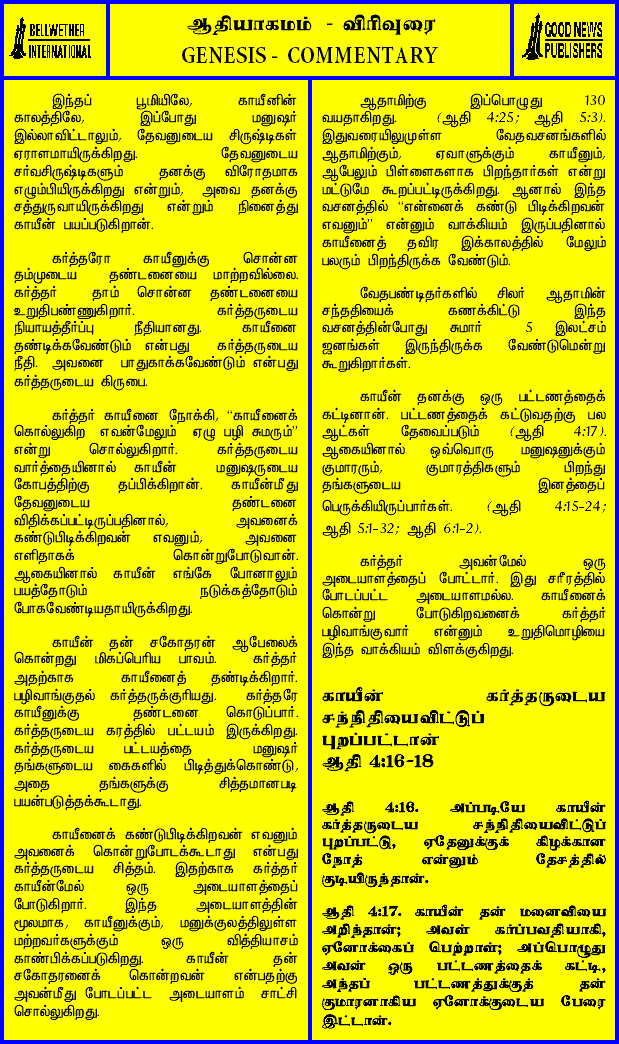 BELLWETHER
INTERNATIONAL
ஆதியாகமம் - விரிவுரை
GENESIS - COMMENTARY
GOOD NEWS
PUBLISHERS
இந்தப் பூமியிலே, காயீனின்
காலத்திலே, இப்போது மனுஷர்
இல்லாவிட்டாலும், தேவனுடைய சிருஷ்டிகள்
ஏராளமாயிருக்கிறது. தேவனுடைய
சர்வசிருஷ்டிகளும் தனக்கு விரோதமாக
எழும்பியிருக்கிறது என்றும், அவை தனக்கு
சத்துருவாயிருக்கிறது என்றும் நினைத்து
காயீன் பயப்படுகிறான்.
கர்த்தரோ காயீனுக்கு சொன்ன
தம்முடைய தண்டனையை மாற்றவில்லை.
கர்த்தர் தாம் சொன்ன தண்டனையை
உறுதிபண்ணுகிறார். கர்த்தருடைய
நியாயத்தீர்ப்பு நீதியானது. காயீனை
தண்டிக்கவேண்டும் என்பது கர்த்தருடைய
நீதி. அவனை பாதுகாக்கவேண்டும் என்பது
கர்த்தருடைய கிருபை.
கர்த்தர் காயீனை நோக்கி, “காயீனைக்
கொல்லுகிற எவன்மேலும் ஏழு பழி சுமரும்”
என்று சொல்லுகிறார். கர்த்தருடைய
வார்த்தையினால் காயீன் மனுஷருடைய
கோபத்திற்கு தப்பிக்கிறான். காயீன்மீது
தேவனுடைய தண்டனை
விதிக்கப்பட்டிருப்பதினால், அவனைக்
கண்டுபிடிக்கிறவன் எவனும், அவனை
எளிதாகக் கொன்றுபோடுவான்.
ஆகையினால் காயீன் எங்கே போனாலும்
பயத்தோடும் நடுக்கத்தோடும்
போகவேண்டியதாயிருக்கிறது.
காயீன் தன் சகோதரன் ஆபேலைக்
கொன்றது மிகப்பெரிய பாவம். கர்த்தர்
அதற்காக காயீனைத் தண்டிக்கிறார்.
பழிவாங்குதல் கர்த்தருக்குரியது. கர்த்தரே
காயீனுக்கு தண்டனை கொடுப்பார்.
கர்த்தருடைய கரத்தில் பட்டயம் இருக்கிறது.
கர்த்தருடைய பட்டயத்தை மனுஷர்
தங்களுடைய கைகளில் பிடித்துக்கொண்டு,
அதை தங்களுக்கு சித்தமானபடி
பயன்படுத்தக்கூடாது.
காயீனைக் கண்டுபிடிக்கிறவன் எவனும்
அவனைக் கொன்றுபோடக்கூடாது என்பது
கர்த்தருடைய சித்தம். இதற்காக கர்த்தர்
காயீன்மேல் ஒரு அடையாளத்தைப்
போடுகிறார். இந்த அடையாளத்தின்
மூலமாக, காயீனுக்கும், மனுக்குலத்திலுள்ள
மற்றவர்களுக்கும் ஒரு வித்தியாசம்
காண்பிக்கப்படுகிறது. காயீன் தன்
சகோதரனைக் கொன்றவன் என்பதற்கு
அவன்மீது போடப்பட்ட அடையாளம் சாட்சி
சொல்லுகிறது.
ஆதாமிற்கு இப்பொழுது 130
வயதாகிறது. (ஆதி 4:25; ஆதி 5:3).
இதுவரையிலுமுள்ள வேதவசனங்களில்
ஆதாமிற்கும், ஏவாளுக்கும் காயீனும்,
ஆபேலும் பிள்ளைகளாக பிறந்தார்கள் என்று
மட்டுமே கூறப்பட்டிருக்கிறது. ஆனால் இந்த
வசனத்தில் “என்னைக் கண்டு பிடிக்கிறவன்
எவனும்” என்னும் வாக்கியம் இருப்பதினால்
காயீனைத் தவிர இக்காலத்தில் மேலும்
பலரும் பிறந்திருக்க வேண்டும்.
வேதபண்டிதர்களில் சிலர் ஆதாமின்
சந்ததியைக் கணக்கிட்டு இந்த
வசனத்தின்போது சுமார் 5 இலட்சம்
ஜனங்கள் இருந்திருக்க வேண்டுமென்று
கூறுகிறார்கள்.
காயீன் தனக்கு ஒரு பட்டணத்தைக்
கட்டினான். பட்டணத்தைக் கட்டுவதற்கு பல
ஆட்கள் தேவைப்படும் (ஆதி 4:17).
ஆகையினால் ஒவ்வொரு மனுஷனுக்கும்
குமாரரும், குமாரத்திகளும் பிறந்து
தங்களுடைய இனத்தைப்
பெருக்கியிருப்பார்கள். (ஆதி 4:15-24;
ஆதி 5:1-32; ஆதி 6:1-2).
கர்த்தர் அவன்மேல் ஒரு
அடையாளத்தைப் போட்டார். இது சரீரத்தில்
போடப்பட்ட அடையாளமல்ல. காயீனைக்
கொன்று போடுகிறவனைக் கர்த்தர்
பழிவாங்குவார் என்னும் உறுதிமொழியை
இந்த வாக்கியம் விளக்குகிறது.
காயீன் கர்த்தருடைய
சந்நிதியைவிட்டுப்
புறப்பட்டான்
ஆதி 4:16-18
ஆதி 4:16. அப்படியே காயீன்
கர்த்தருடைய சந்நிதியைவிட்டுப்
புறப்பட்டு, ஏதேனுக்குக் கிழக்கான
நோத் என்னும் தேசத்தில்
குடியிருந்தான்.
ஆதி 4:17. காயீன் தன் மனைவியை
அறிந்தான்; அவள் கர்ப்பவதியாகி,
ஏனோக்கைப் பெற்றாள்; அப்பொழுது
அவன் ஒரு பட்டணத்தைக் கட்டி,
அந்தப் பட்டணத்துக்குத் தன்
குமாரனாகிய ஏனோக்குடைய பேரை
இட்டான்.